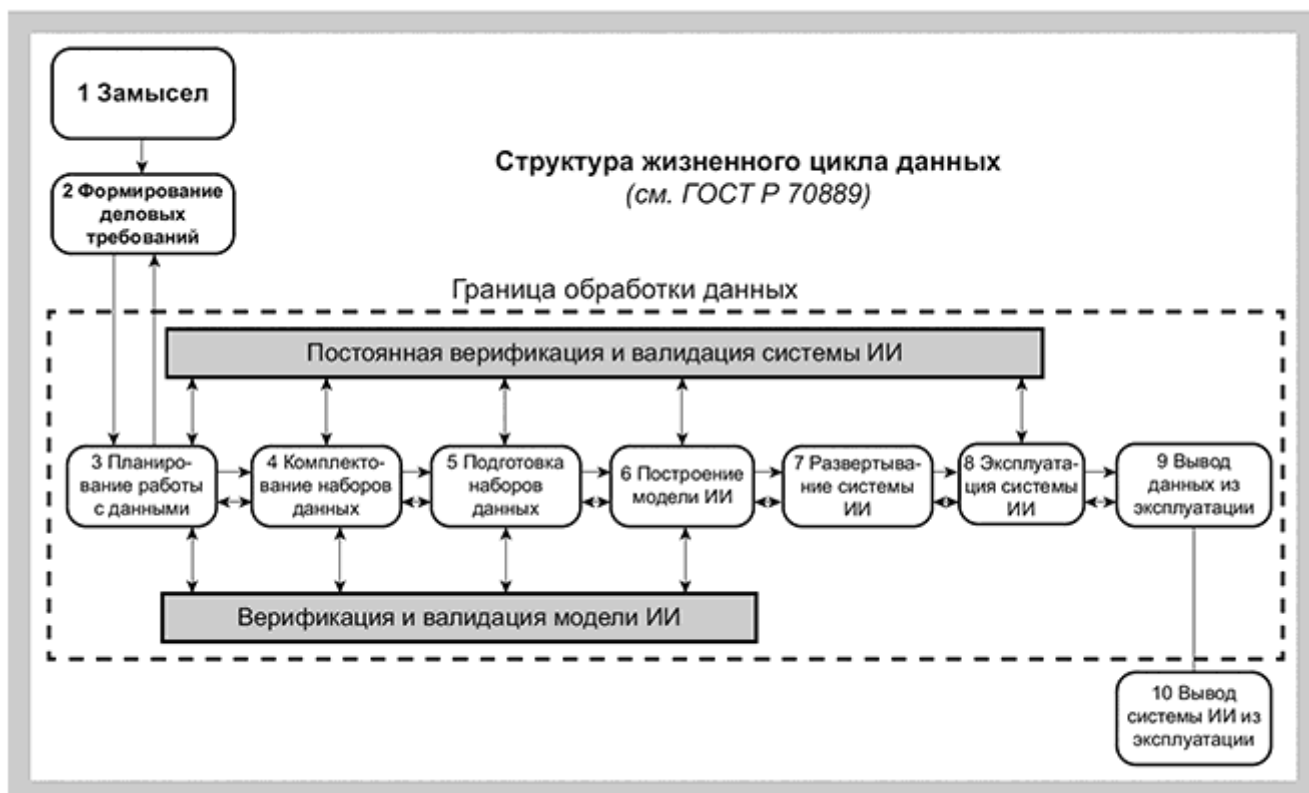 1 Замысел
2 Формирование
деловых
требований
Структура жизненного цикла данных
(см. ГОСТ Р 70889)
Граница обработки данных
Постоянная верификация и валидация системы ИИ
3 Планиро-
вание работы
с данными
4 Комплекто-
вание наборов
данных
5 Подготовка
наборов
данных
6 Построение
модели ИИ
7 Развертыва-
ние системы
ИИ
8 Эксплуата-
ция системы
ИИ
9 Вывод
данных из
эксплуатации
Верификация и валидация модели ИИ
10 Вывод
системы ИИ из
эксплуатации